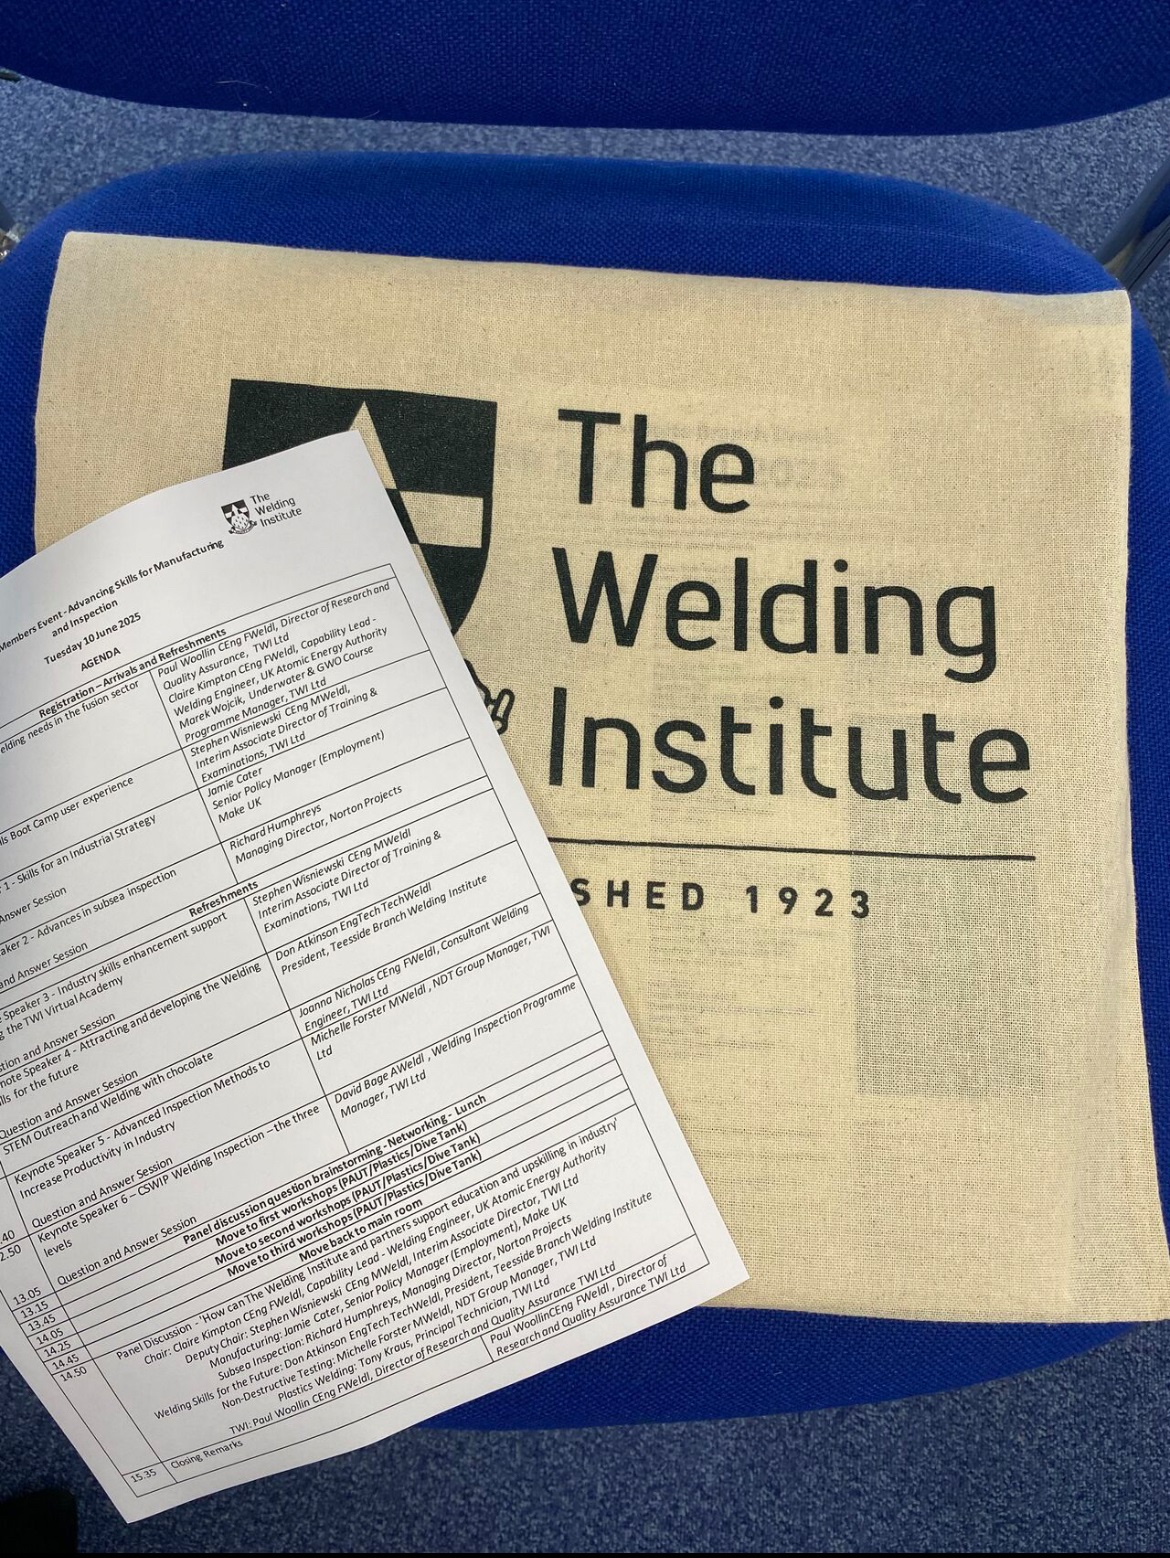 The
Welding
Institute
SHED 1923
The
Welding
Institute
Members Event - Advancing Skills for Manufacturing
and Inspection
Tuesday 10 June 2025
AGENDA
Registration – Arrivals and Refreshments
elding needs in the fusion sector
Paul Woollin CEng FWeldI, Director of Research and
Quality Assurance, TWI Ltd
Claire Kimpton CEng FWeldI, Capability Lead -
Welding Engineer, UK Atomic Energy Authority
Marek Wojcik, Underwater & GWO Course
Programme Manager, TWI Ltd
ls Boot Camp user experience
Stephen Wisniewski CEng MWeldI,
Interim Associate Director of Training &
Examinations, TWI Ltd
1 - Skills for an Industrial Strategy
Jamie Cater
Senior Policy Manager (Employment)
Make UK
Answer Session
aker 2 - Advances in subsea inspection
Richard Humphreys
Managing Director, Norton Projects
and Answer Session
Refreshments
Speaker 3 - Industry skills enhancement support
g the TWI Virtual Academy
Stephen Wisniewski CEng MWeldI
Interim Associate Director of Training &
Examinations, TWI Ltd
tion and Answer Session
note Speaker 4 - Attracting and developing the Welding
lls for the future
Don Atkinson EngTech TechWeldI
President, Teesside Branch Welding Institute
Question and Answer Session
STEM Outreach and Welding with chocolate
Joanna Nicholas CEng FWeldI, Consultant Welding
Engineer, TWI Ltd
Keynote Speaker 5 - Advanced Inspection Methods to
Increase Productivity in Industry
Michelle Forster MWeldI , NDT Group Manager, TWI
Ltd
.40 Question and Answer Session
2.50 Keynote Speaker 6 – CSWIP Welding Inspection – the three
levels
David Bage AWeldI , Welding Inspection Programme
Manager, TWI Ltd
Question and Answer Session
13.05 Panel discussion question brainstorming - Networking - Lunch
13.15 Move to first workshops (PAUT/Plastics/Dive Tank)
13.45 Move to second workshops (PAUT/Plastics/Dive Tank)
14.05 Move to third workshops (PAUT/Plastics/Dive Tank)
14.25 Move back to main room
14.45
14.50 Panel Discussion - 'How can The Welding Institute and partners support education and upskilling in industry'
Chair: Claire Kimpton CEng FWeldI, Capability Lead - Welding Engineer, UK Atomic Energy Authority
Deputy Chair: Stephen Wisniewski CEng MWeldI, Interim Associate Director, TWI Ltd
Manufacturing: Jamie Cater, Senior Policy Manager (Employment), Make UK
Subsea Inspection: Richard Humphreys, Managing Director, Norton Projects
Welding Skills for the Future: Don Atkinson EngTech TechWeldI, President, Teesside Branch Welding Institute
Non-Destructive Testing: Michelle Forster MWeldI, NDT Group Manager, TWI Ltd
Plastics Welding: Tony Kraus, Principal Technician, TWI Ltd
TWI: Paul Woollin CEng FWeldI, Director of Research and Quality Assurance TWI Ltd
15.35 Closing Remarks
Paul WoollinCEng FWeldI , Director of
Research and Quality Assurance TWI Ltd